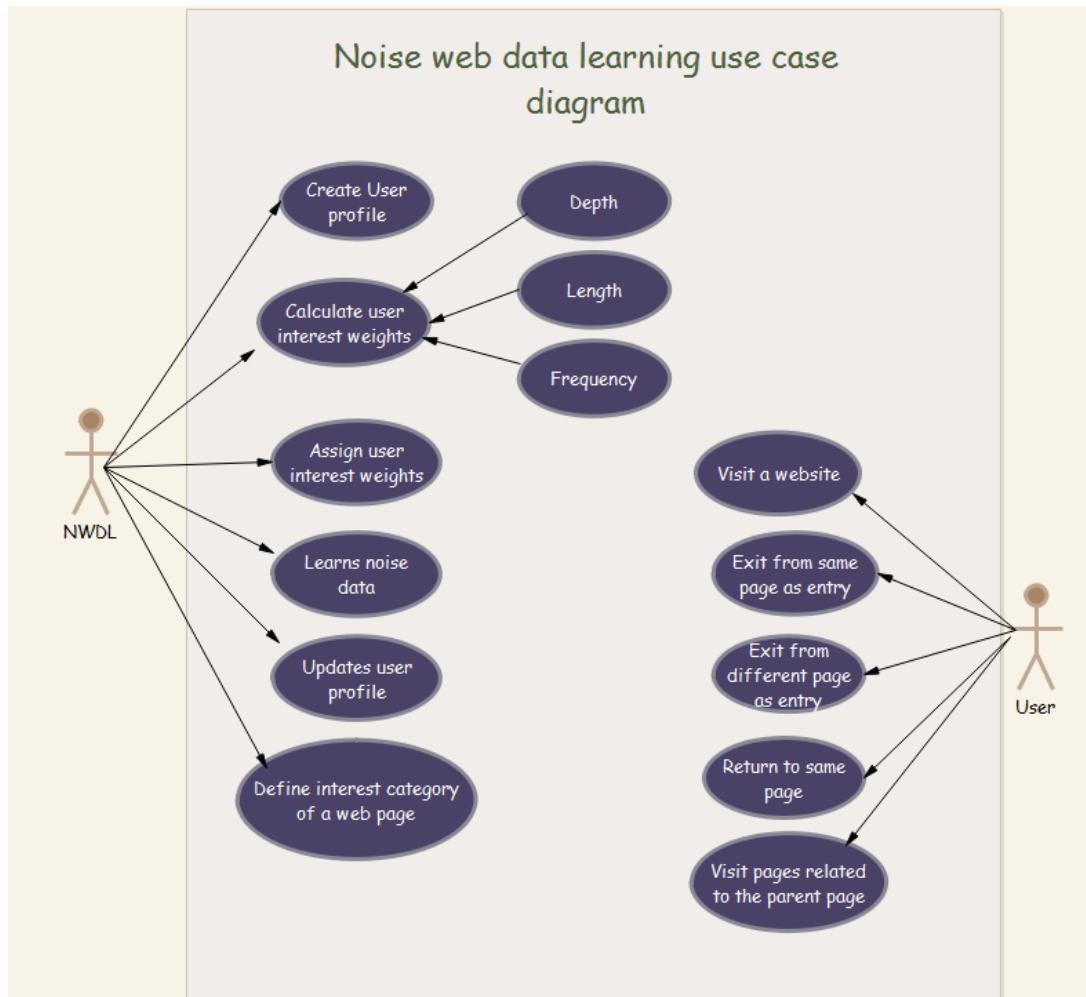 Noise web data learning use case
diagram
Create User
profile
Depth
Calculate user
interest weights
Length
Frequency
Assign user
interest weights
Learns noise
data
Updates user
profile
Define interest category
of a web page
NWDL
Visit a website
Exit from same
page as entry
Exit from
different page
as entry
Return to same
page
Visit pages related
to the parent page
User